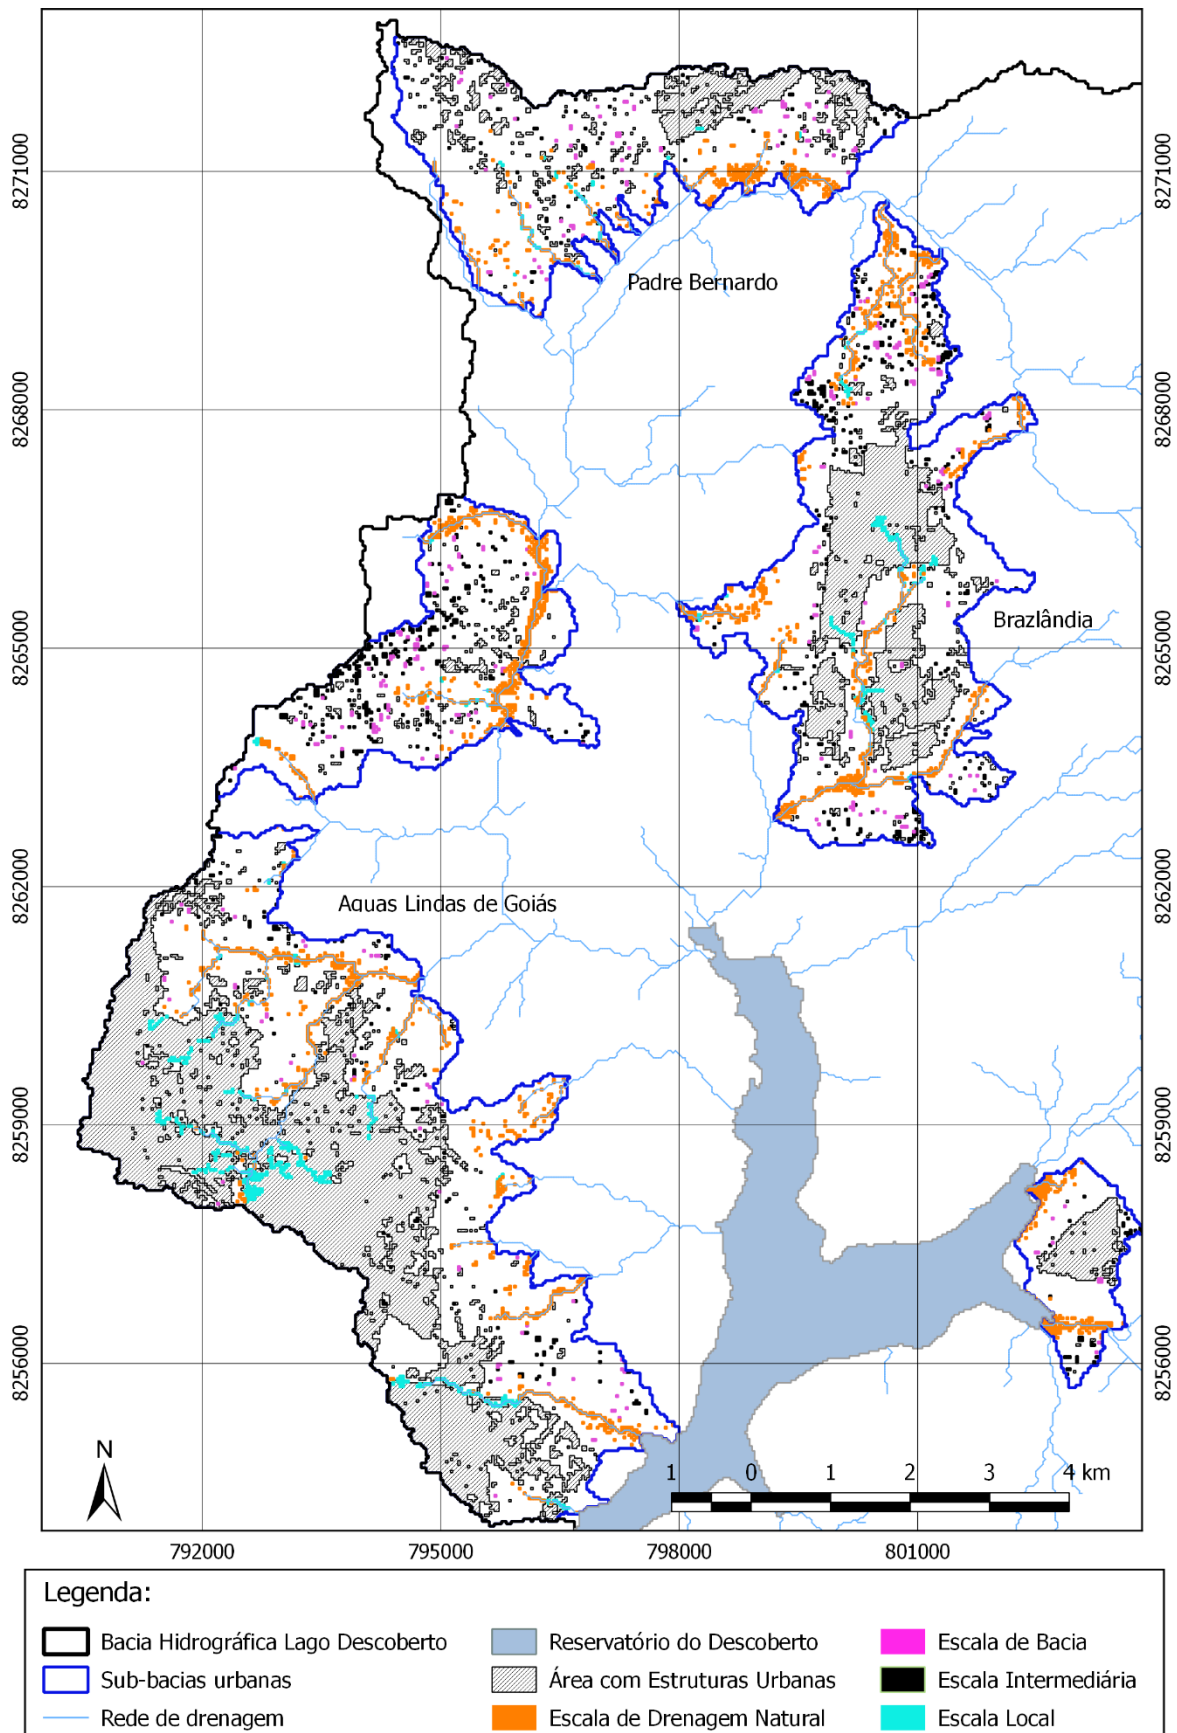 8271000
8271000
Padre Bernardo
8268000
8268000
8265000
Brazlândia
8265000
8262000
Aguas Lindas de Goiás
8262000
8259000
8259000
8256000
8256000
N
1 0 1 2 3 4 km
792000 795000 798000 801000
Legenda:
Bacia Hidrográfica Lago Descoberto Reservatório do Descoberto Escala de Bacia
Sub-bacias urbanas Área com Estruturas Urbanas Escala Intermediária
Rede de drenagem Escala de Drenagem Natural Escala Local